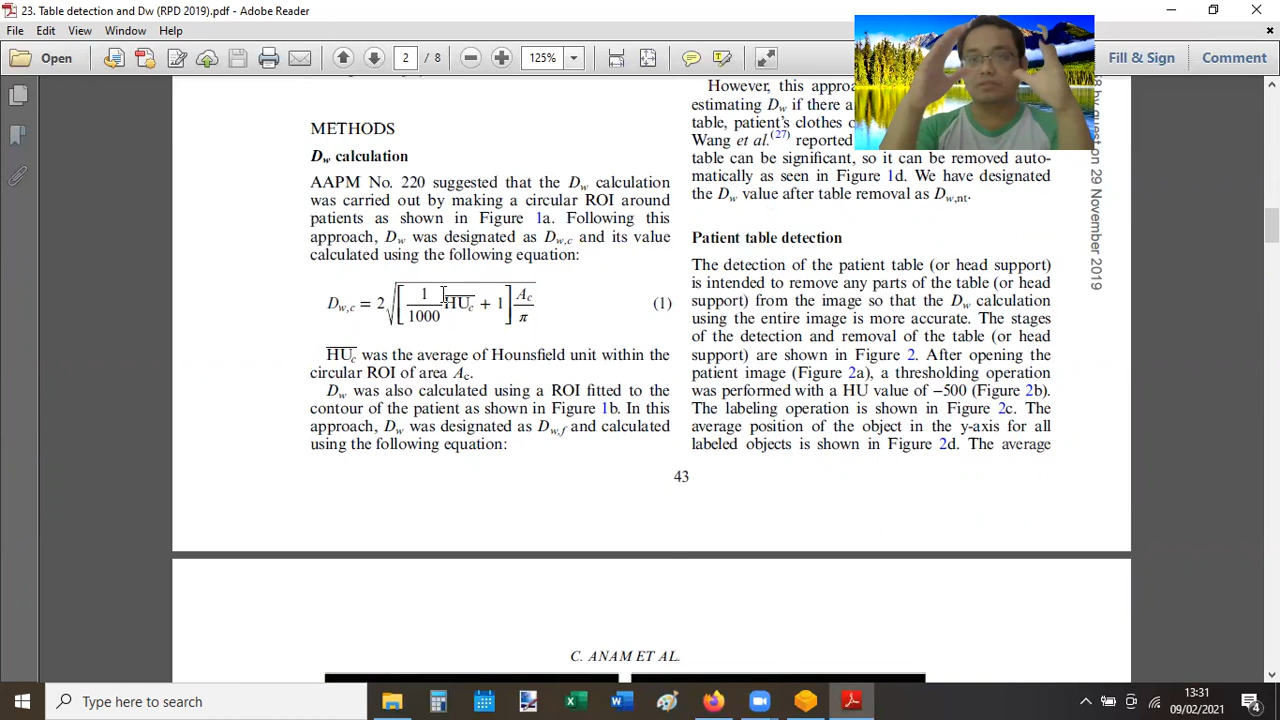 23. Table detection and Dw (RPD 2019).pdf - Adobe Reader
File Edit View Window Help
Open
2 / 8
125%
Fill & Sign
Comment
METHODS
Dw calculation
AAPM No. 220 suggested that the Dw calculation
was carried out by making a circular ROI around
patients as shown in Figure 1a. Following this
approach, Dw was designated as Dw,c and its value
calculated using the following equation:
Dw,c = 2√[1/1000 HUc + 1] Ac/π (1)
HUc was the average of Hounsfield unit within the
circular ROI of area Ac.
Dw was also calculated using a ROI fitted to the
contour of the patient as shown in Figure 1b. In this
approach, Dw was designated as Dw,f and calculated
using the following equation:
However, this approa
estimating Dw if there a
table, patient's clothes
Wang et al.(27) reported
table can be significant, so it can be removed auto-
matically as seen in Figure 1d. We have designated
the Dw value after table removal as Dw,nt.
Patient table detection
The detection of the patient table (or head support)
is intended to remove any parts of the table (or head
support) from the image so that the Dw calculation
using the entire image is more accurate. The stages
of the detection and removal of the table (or head
support) are shown in Figure 2. After opening the
patient image (Figure 2a), a thresholding operation
was performed with a HU value of −500 (Figure 2b).
The labeling operation is shown in Figure 2c. The
average position of the object in the y-axis for all
labeled objects is shown in Figure 2d. The average
43
8 by guest on 29 November 2019
C. ANAM ET AL.
Type here to search
13:31
09/02/2021
4